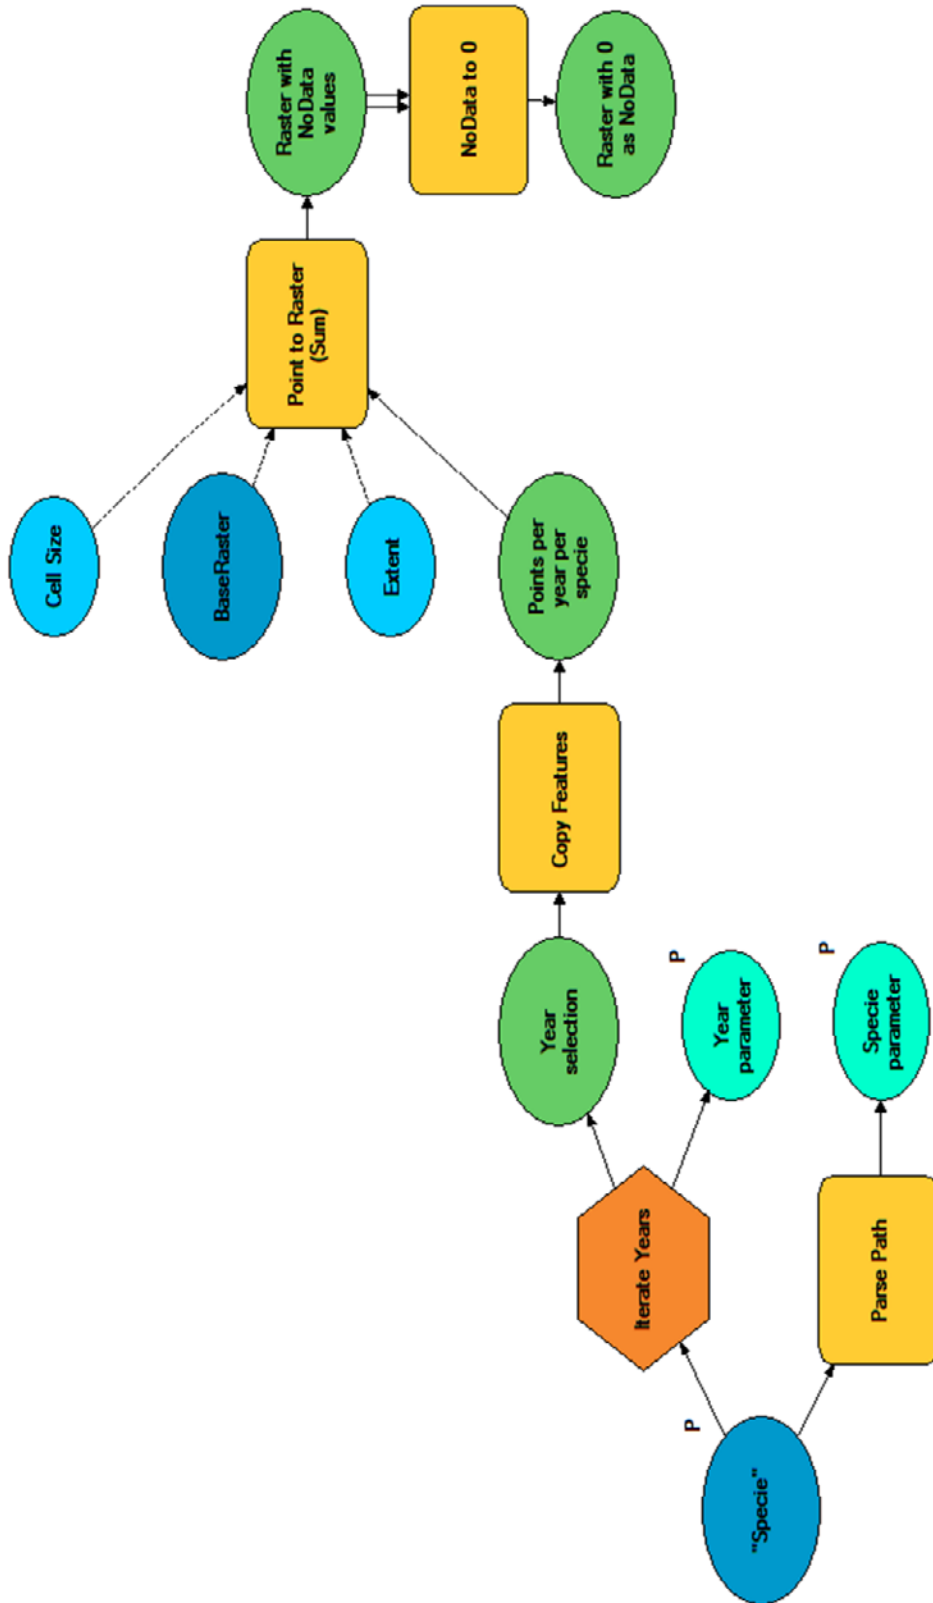 "Specie"
P
Iterate Years
Parse Path
Year
selection
Year
parameter
P
Specie
parameter
P
Copy Features
Cell Size
BaseRaster
Extent
Points per
year per
specie
Point to Raster
(Sum)
Raster with
NoData
values
NoData to 0
Raster with 0
as NoData